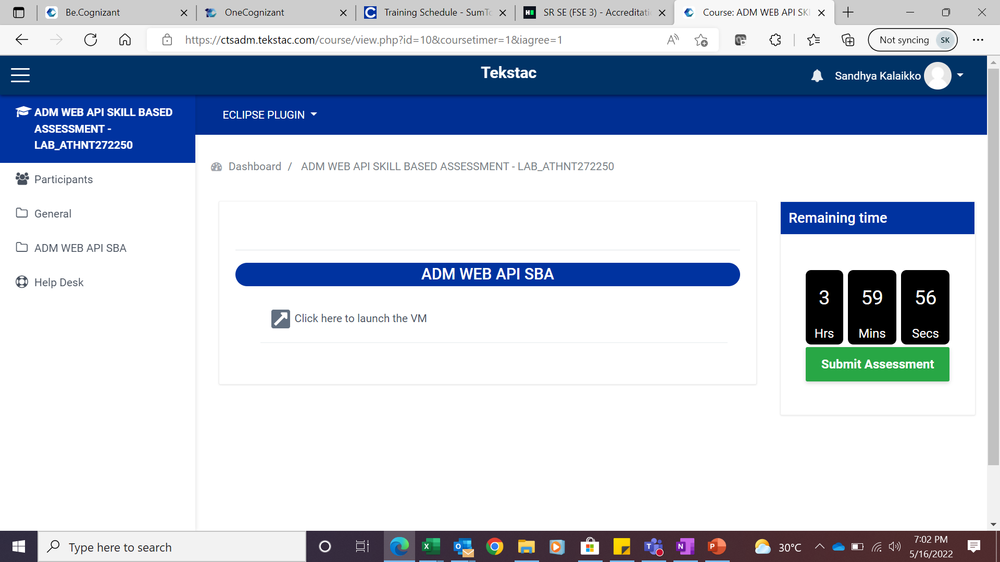 Be.Cognizant
OneCognizant
Training Schedule - SumTo
SR SE (FSE 3) - Accreditati
Course: ADM WEB API SKI
https://ctsadm.tekstac.com/course/view.php?id=10&coursetimer=1&iagree=1
Not syncing
SK
Tekstac
Sandhya Kalaikko
ADM WEB API SKILL BASED
ASSESSMENT -
LAB_ATHNT272250
ECLIPSE PLUGIN
Participants
General
ADM WEB API SBA
Help Desk
Dashboard / ADM WEB API SKILL BASED ASSESSMENT - LAB_ATHNT272250
ADM WEB API SBA
Click here to launch the VM
Remaining time
3 59 56
Hrs Mins Secs
Submit Assessment
Type here to search
30°C
7:02 PM
5/16/2022